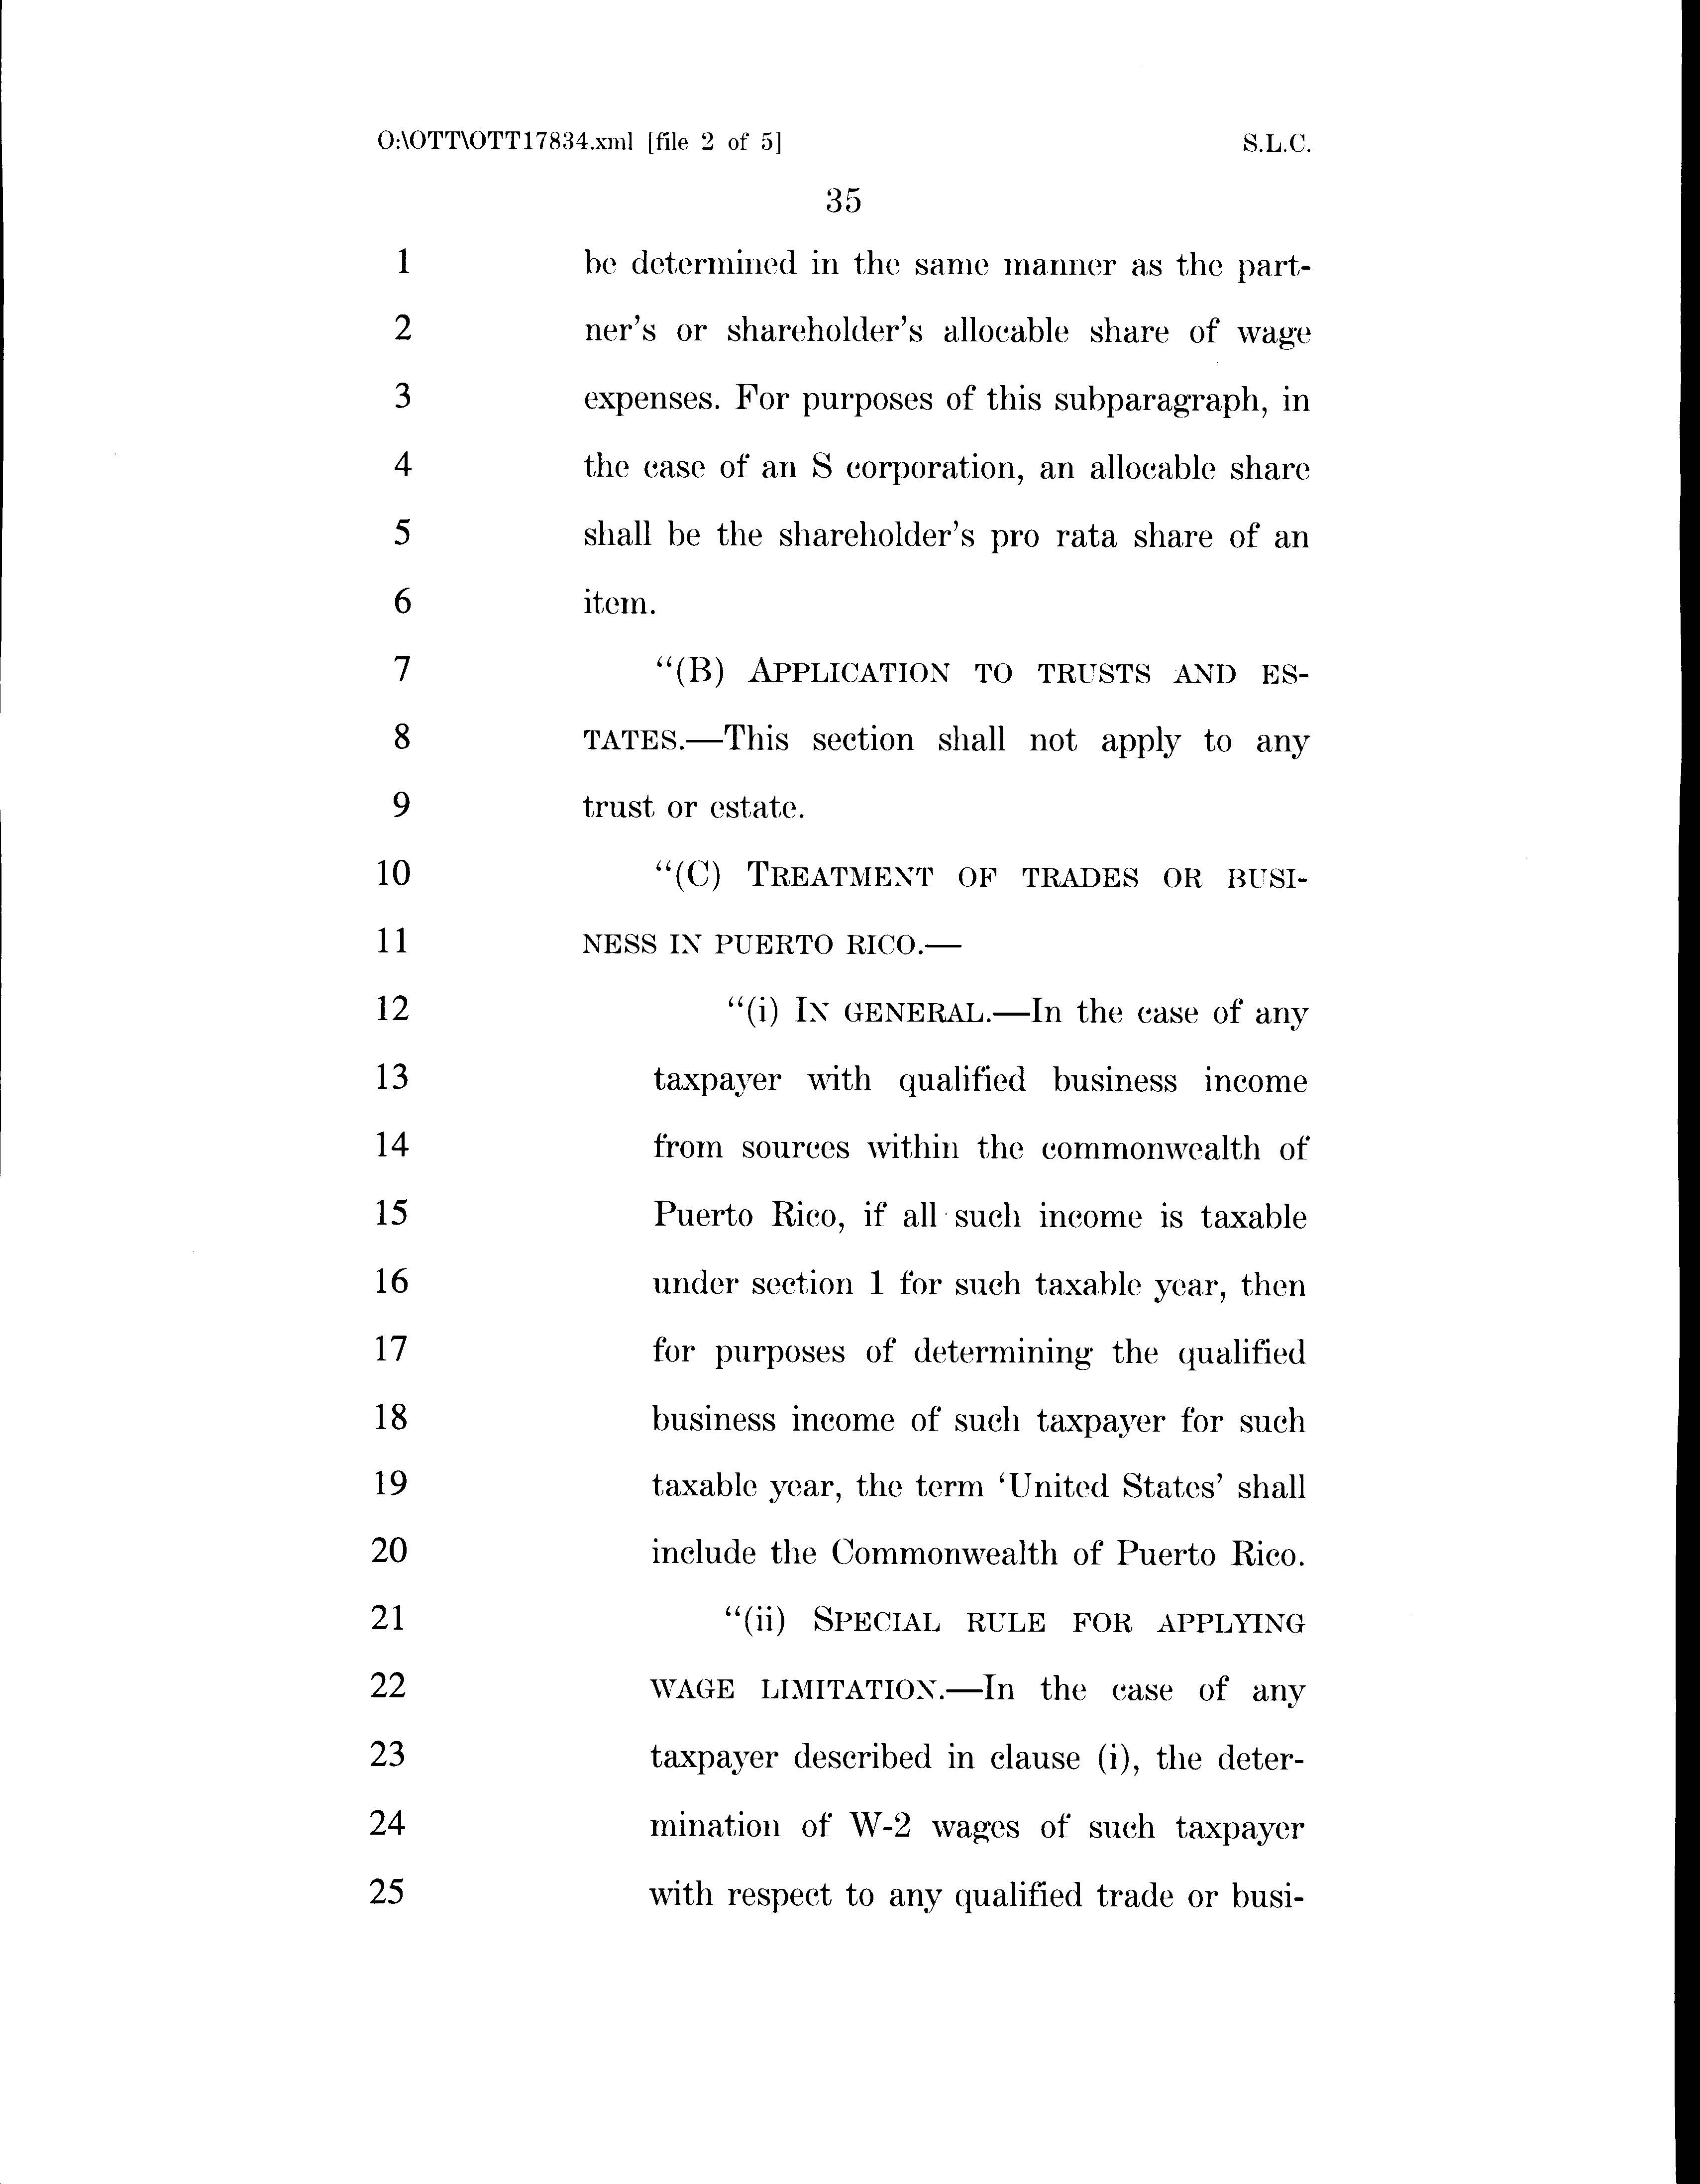 O:\OTT\OTT17834.xml [file 2 of 5] S.L.C.
35
1 be determined in the same manner as the part-
2 ner's or shareholder's allocable share of wage
3 expenses. For purposes of this subparagraph, in
4 the case of an S corporation, an allocable share
5 shall be the shareholder's pro rata share of an
6 item.
7 “(B) APPLICATION TO TRUSTS AND ES-
8 TATES.—This section shall not apply to any
9 trust or estate.
10 “(C) TREATMENT OF TRADES OR BUSI-
11 NESS IN PUERTO RICO.—
12 “(i) IN GENERAL.—In the case of any
13 taxpayer with qualified business income
14 from sources within the commonwealth of
15 Puerto Rico, if all such income is taxable
16 under section 1 for such taxable year, then
17 for purposes of determining the qualified
18 business income of such taxpayer for such
19 taxable year, the term ‘United States’ shall
20 include the Commonwealth of Puerto Rico.
21 “(ii) SPECIAL RULE FOR APPLYING
22 WAGE LIMITATION.—In the case of any
23 taxpayer described in clause (i), the deter-
24 mination of W-2 wages of such taxpayer
25 with respect to any qualified trade or busi-